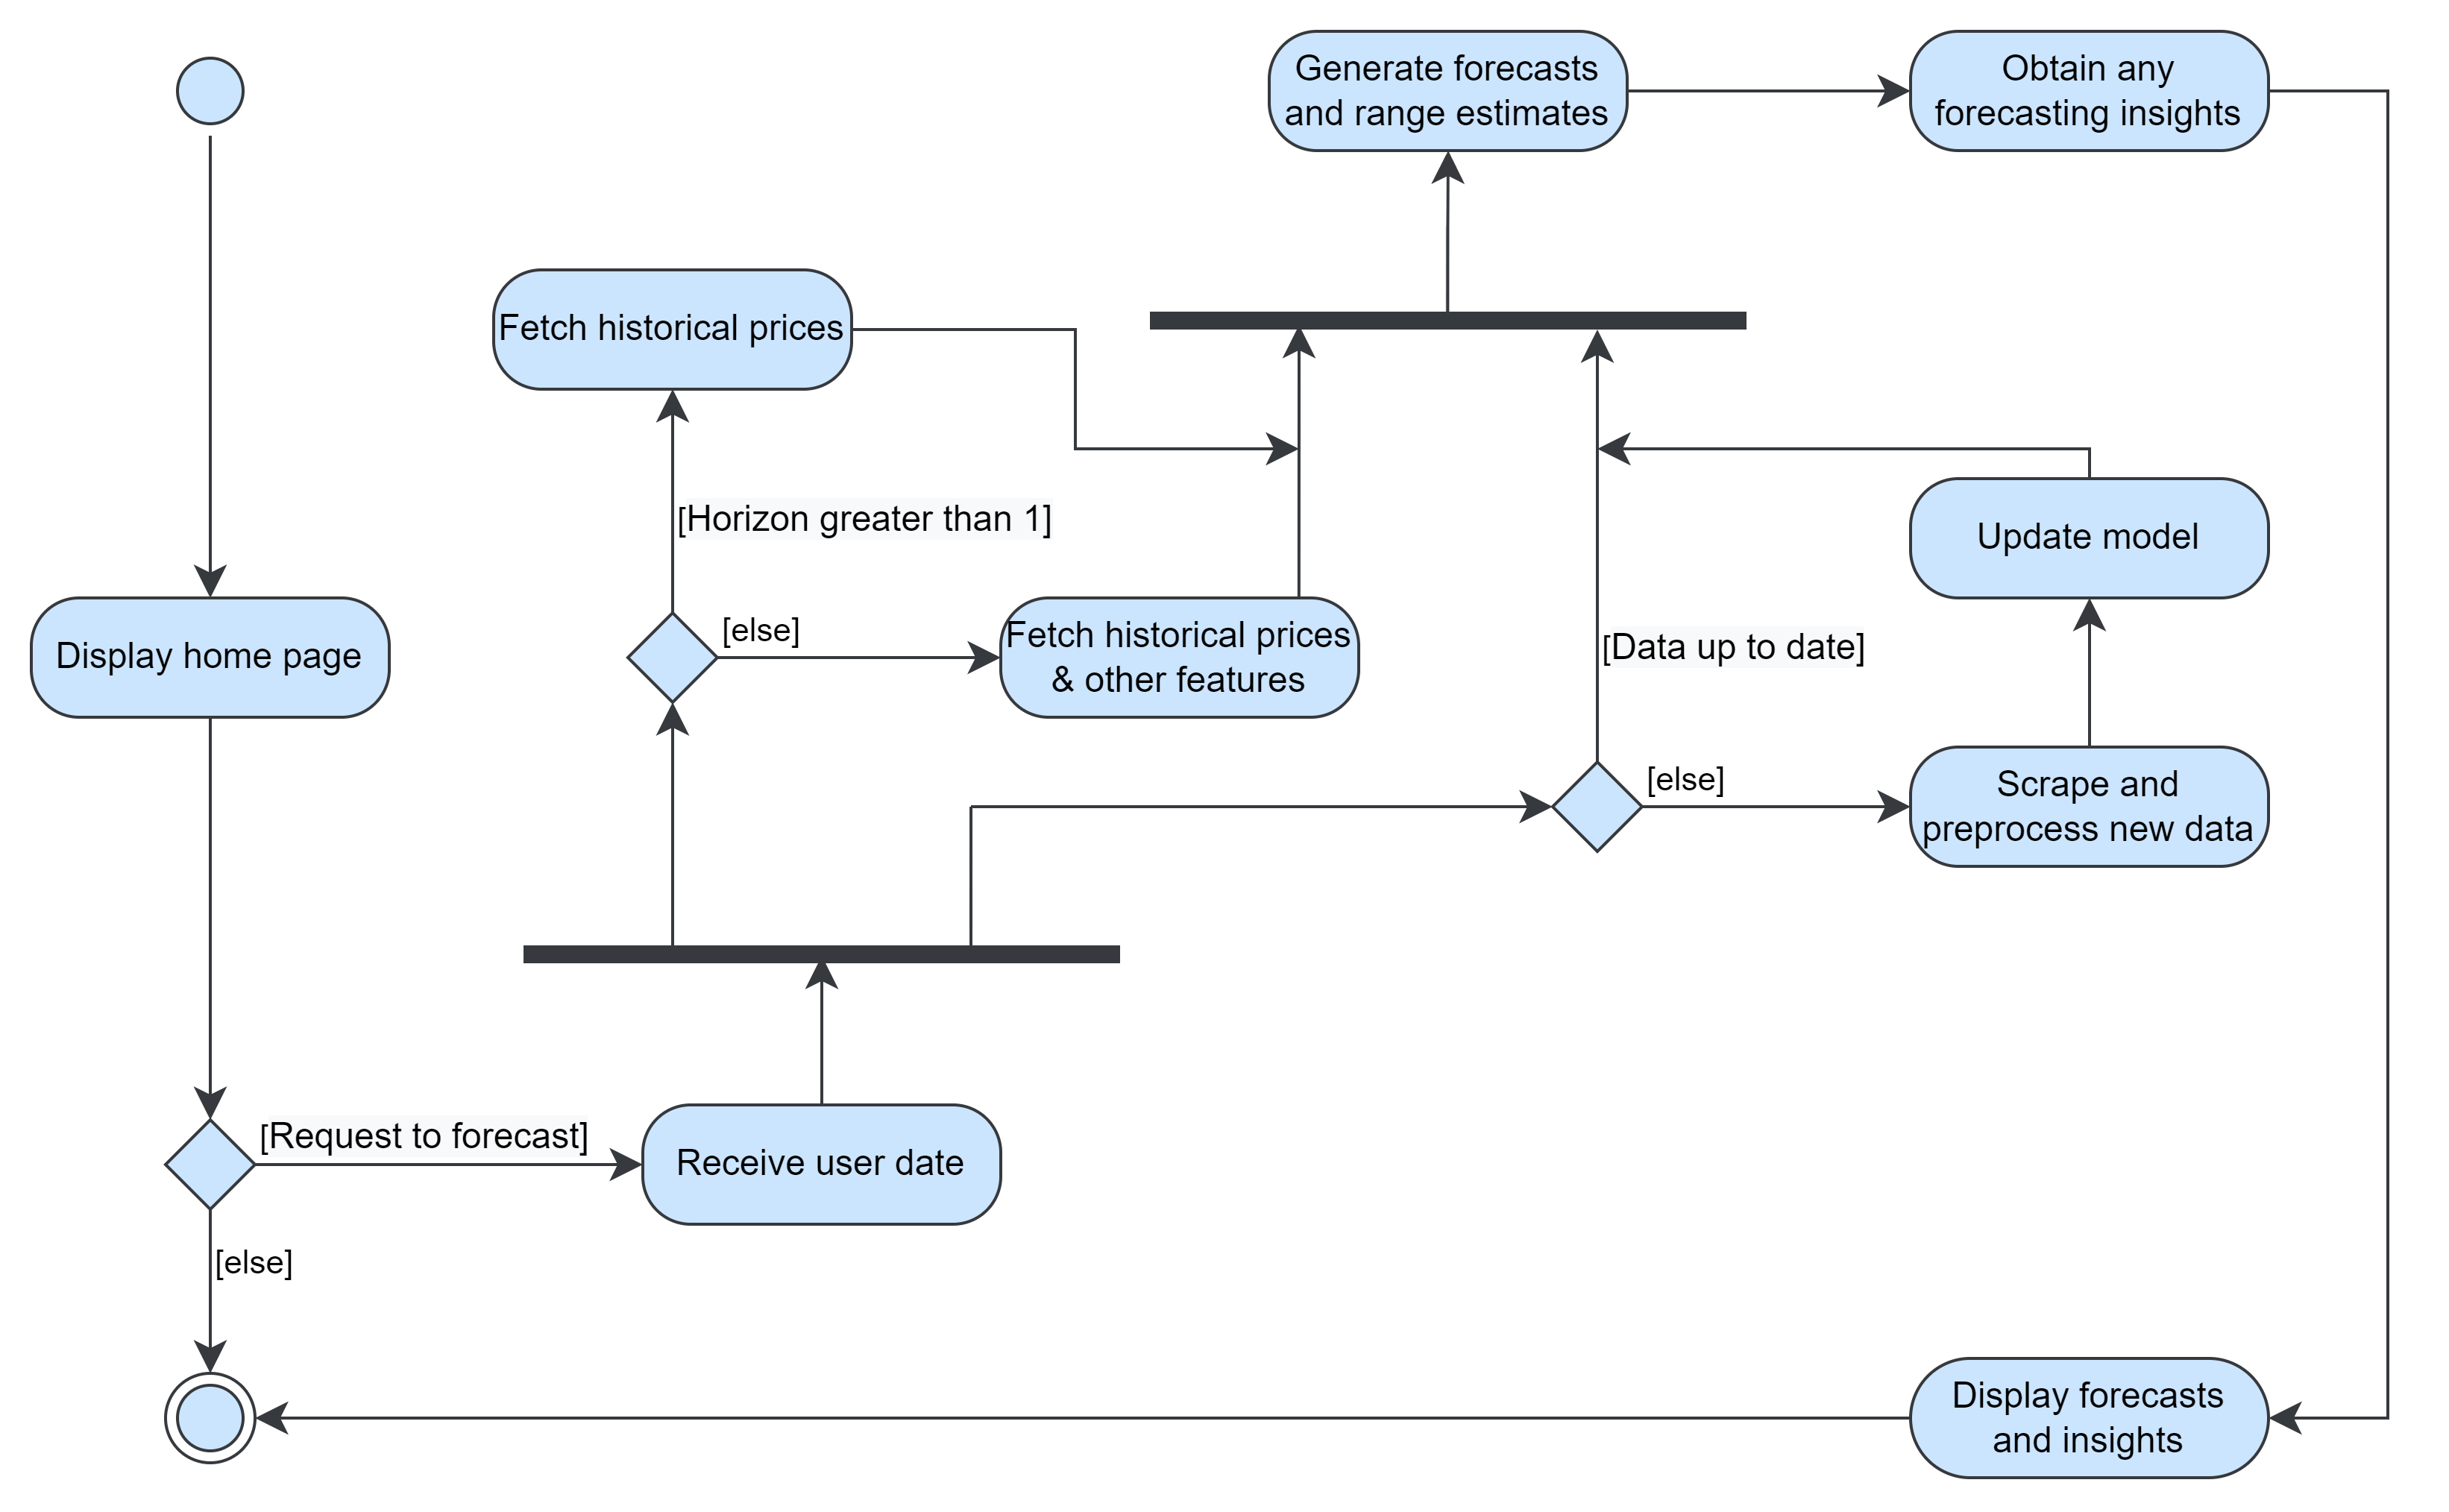 Generate forecasts
and range estimates
Obtain any
forecasting insights
Fetch historical prices
[Horizon greater than 1]
Update model
[else]
Fetch historical prices
& other features
[Data up to date]
Display home page
[else]
Scrape and
preprocess new data
[Request to forecast]
Receive user date
[else]
Display forecasts
and insights